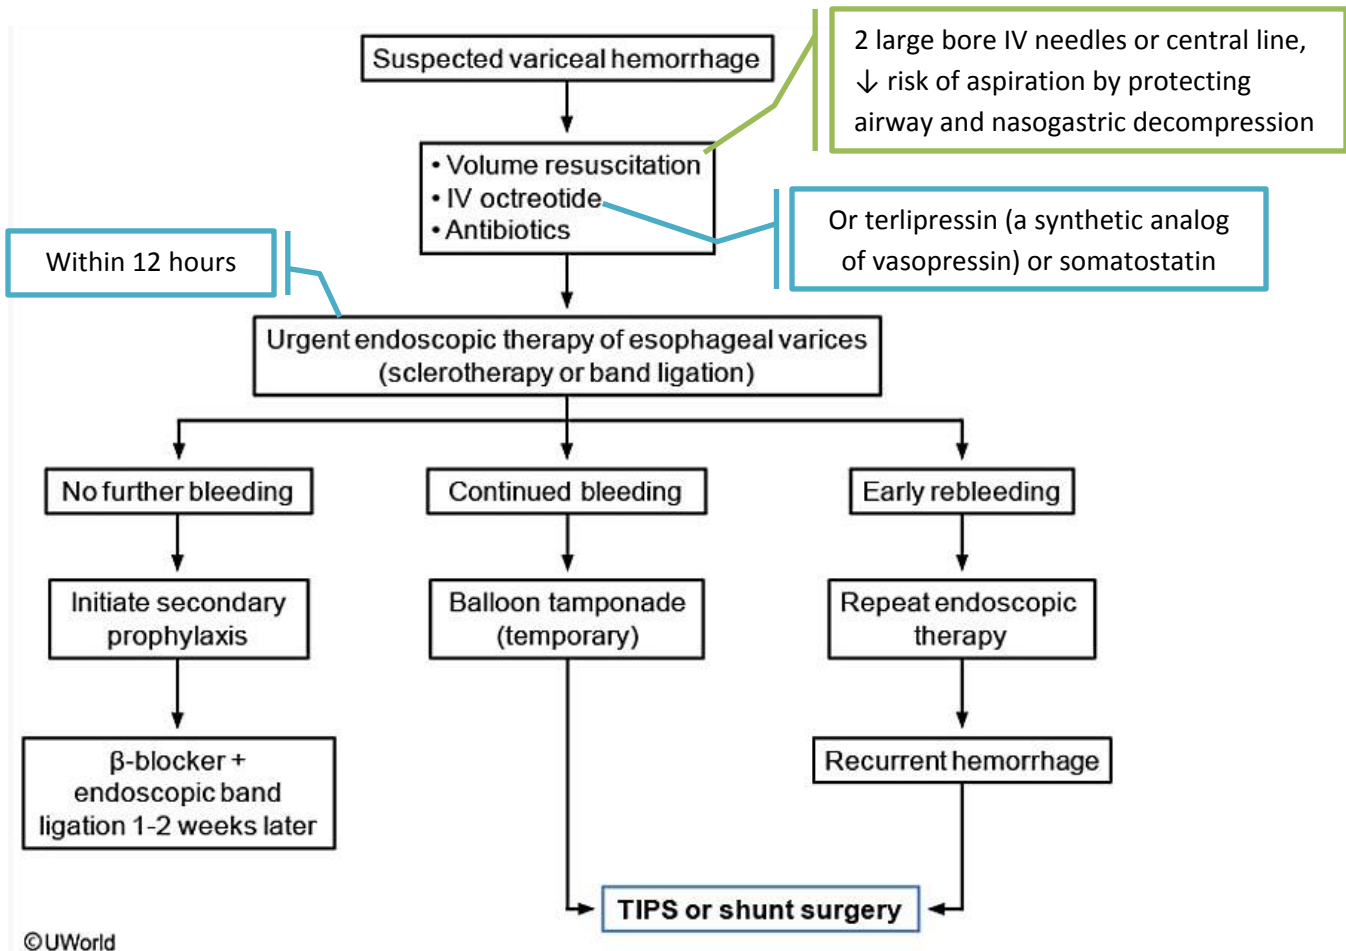 Suspected variceal hemorrhage
2 large bore IV needles or central line,
↓ risk of aspiration by protecting
airway and nasogastric decompression
• Volume resuscitation
• IV octreotide
• Antibiotics
Or terlipressin (a synthetic analog
of vasopressin) or somatostatin
Within 12 hours
Urgent endoscopic therapy of esophageal varices
(sclerotherapy or band ligation)
No further bleeding
Continued bleeding
Early rebleeding
Initiate secondary
prophylaxis
Balloon tamponade
(temporary)
Repeat endoscopic
therapy
β-blocker +
endoscopic band
ligation 1-2 weeks later
Recurrent hemorrhage
TIPS or shunt surgery
©UWorld